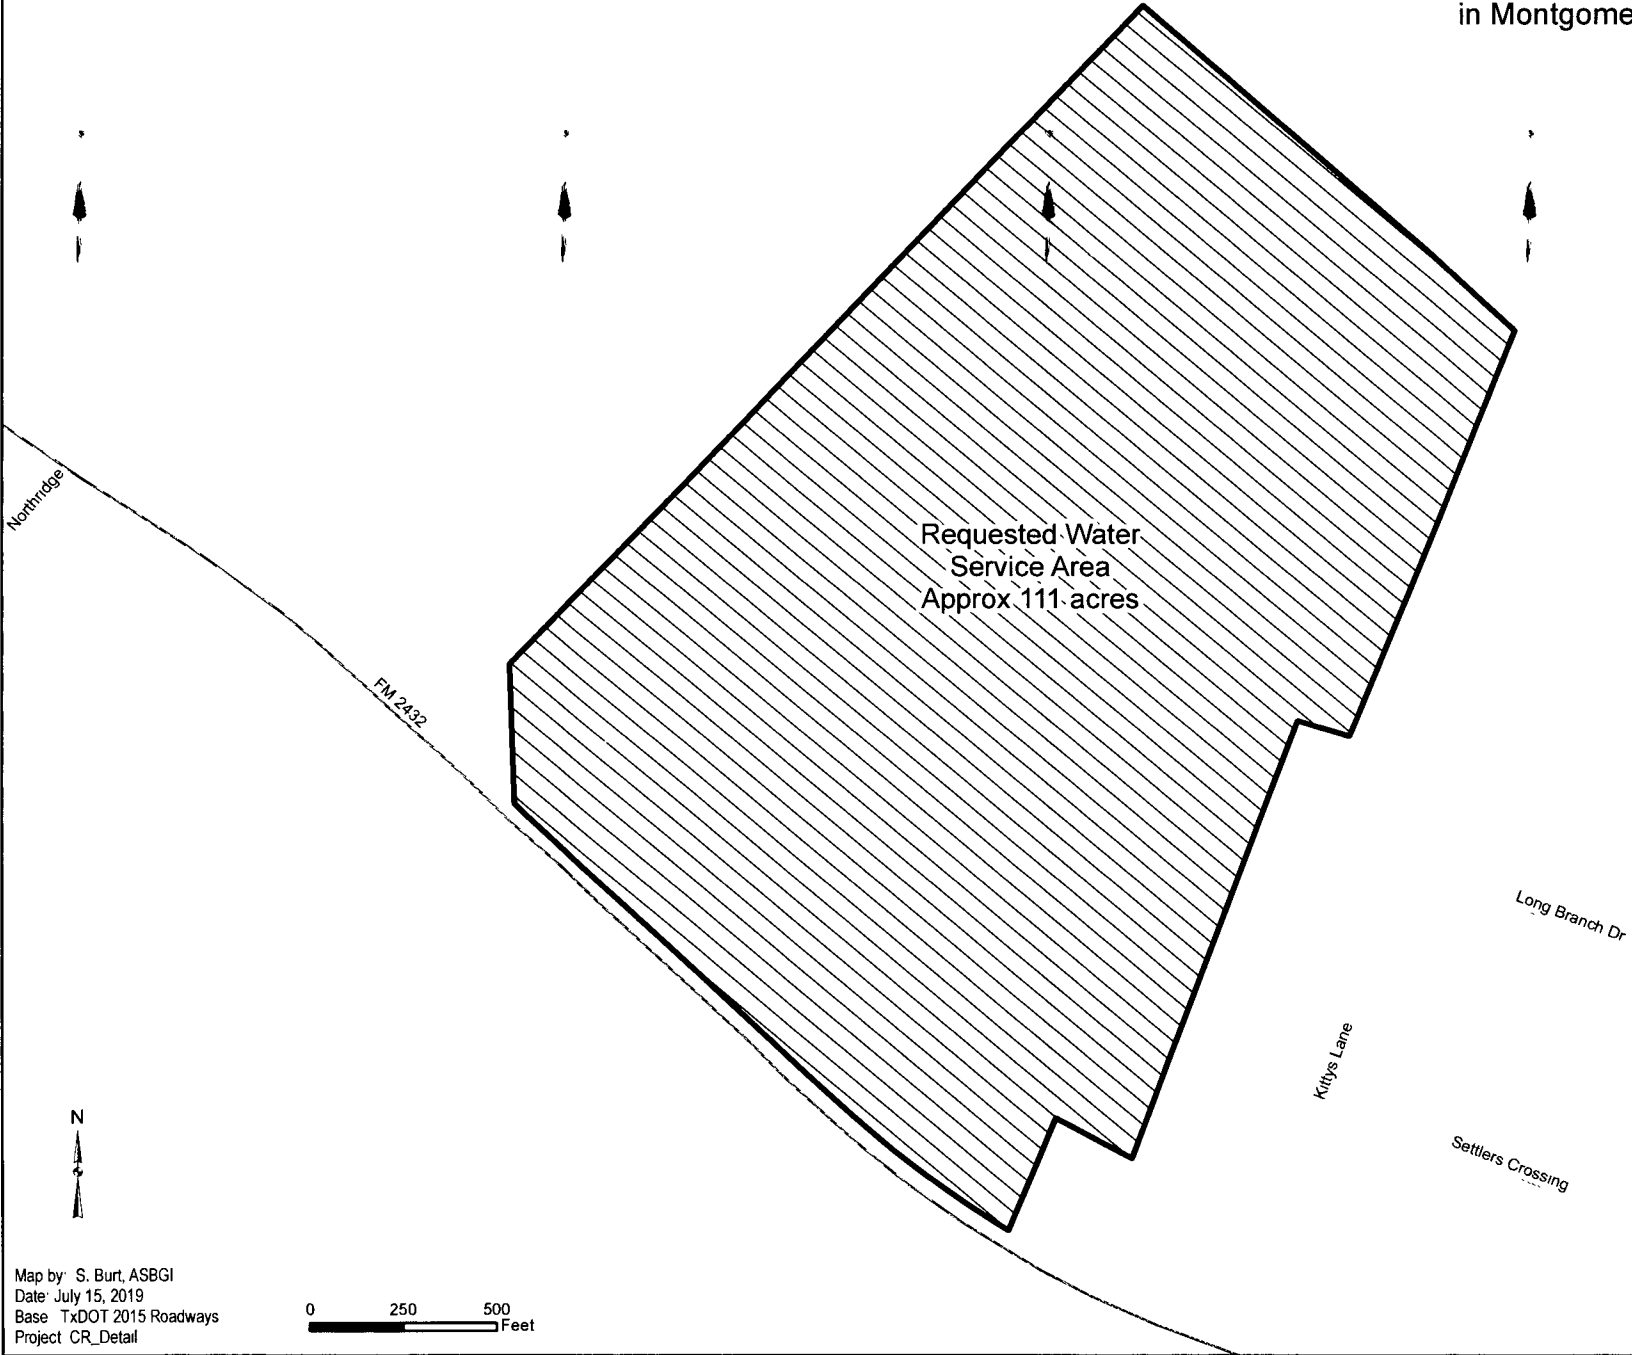 in Montgome
Northridge
FM 2432
Requested Water
Service Area
Approx 111 acres
Long Branch Dr
Kittys Lane
Settlers Crossing
N
Map by: S. Burt, ASBGI
Date: July 15, 2019
Base TxDOT 2015 Roadways
Project CR_Detail
0 250 500
Feet